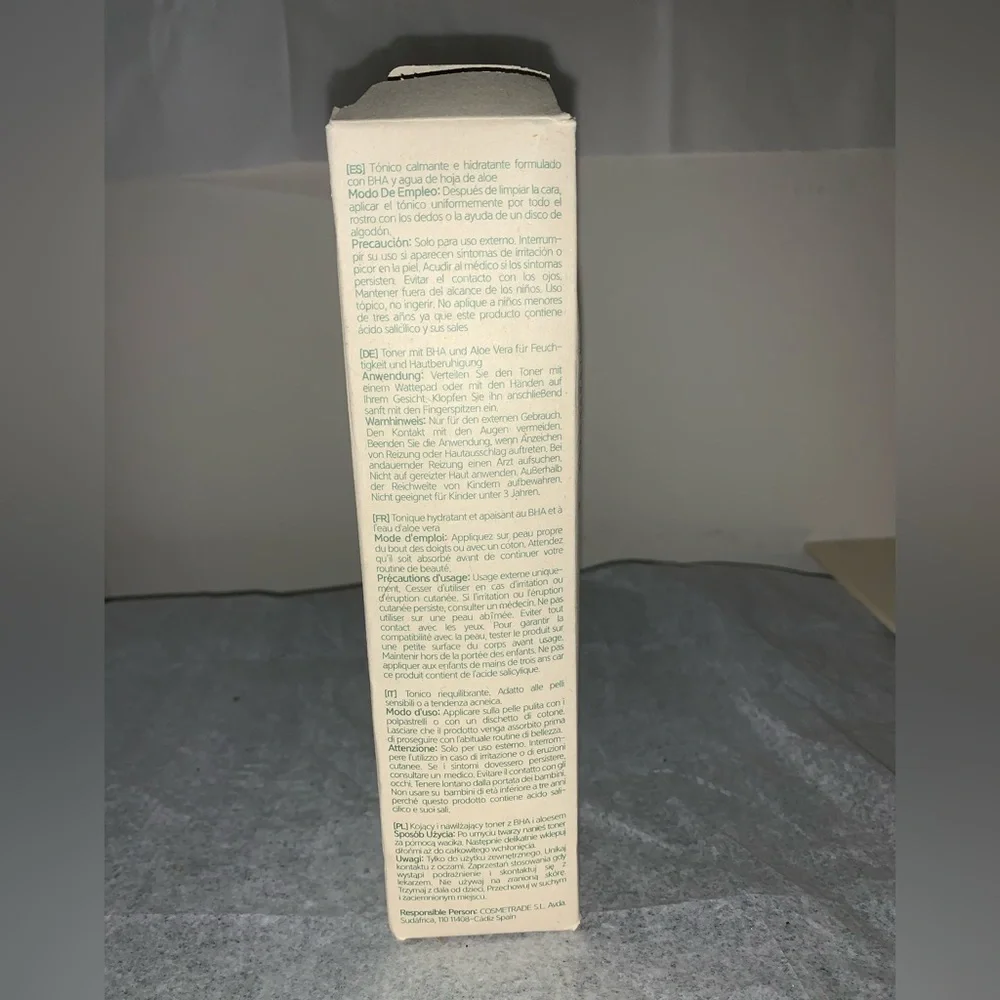 [ES] Tónico calmante e hidratante formulado
con BHA y agua de hoja de aloe
Modo De Empleo: Después de limpiar la cara,
aplicar el tónico uniformemente por todo el
rostro con los dedos o la ayuda de un disco de
algodón.
Precaución: Solo para uso externo. Interrum-
pir su uso si aparecen síntomas de irritación o
picor en la piel. Acudir al médico si los síntomas
persisten. Evitar el contacto con los ojos.
Mantener fuera del alcance de los niños. Uso
tópico, no ingerir. No aplique a niños menores
de tres años ya que este producto contiene
ácido salicílico y sus sales
[DE] Toner mit BHA und Aloe Vera für Feuch-
tigkeit und Hautberuhigung
Anwendung: Verteilen Sie den Toner mit
einem Wattepad oder mit den Händen auf
Ihrem Gesicht. Klopfen Sie ihn anschließend
sanft mit den Fingerspitzen ein.
Warnhinweis: Nur für den externen Gebrauch.
Den Kontakt mit den Augen vermeiden.
Beenden Sie die Anwendung, wenn Anzeichen
von Reizung oder Hautausschlag auftreten. Bei
andauernder Reizung einen Arzt aufsuchen.
Nicht auf gereizter Haut anwenden. Außerhalb
der Reichweite von Kindern aufbewahren.
Nicht geeignet für Kinder unter 3 Jahren.
[FR] Tonique hydratant et apaisant au BHA et à
l'eau d'aloe vera
Mode d'emploi: Appliquez sur peau propre
du bout des doigts ou avec un coton. Attendez
qu'il soit absorbé avant de continuer votre
routine de beauté.
Précautions d'usage: Usage externe unique-
ment. Cesser d'utiliser en cas d'irritation ou
d'éruption cutanée. Si l'irritation ou l'éruption
cutanée persiste, consulter un médecin. Ne pas
utiliser sur une peau abîmée. Éviter tout
contact avec les yeux. Pour garantir la
compatibilité avec la peau, tester le produit sur
une petite surface du corps avant usage.
Maintenir hors de la portée des enfants. Ne pas
appliquer aux enfants de mains de trois ans car
ce produit contient de l'acide salicylique.
[IT] Tonico riequilibrante. Adatto alle pelli
sensibili o a tendenza acneica.
Modo d'uso: Applicare sulla pelle pulita con i
polpastrelli o con un dischetto di cotone.
Lasciare che il prodotto venga assorbito prima
di proseguire con l'abituale routine di bellezza.
Attenzione: Solo per uso esterno. Interrom-
pere l'utilizzo in caso di irritazione o di eruzioni
cutanee. Se i sintomi dovessero persistere,
consultare un medico. Evitare il contatto con gli
occhi. Tenere lontano dalla portata dei bambini.
Non usare su bambini di età inferiore a tre anni
perché questo prodotto contiene acido sali-
cilico e suoi sali.
[PL] Kojący i nawilżający toner z BHA i aloesem
Sposób Użycia: Po umyciu twarzy nanieś toner
za pomocą wacika. Następnie delikatnie wklepuj
dłońmi aż do całkowitego wchłonięcia.
Uwagi: Tylko do użytku zewnętrznego. Unikaj
kontaktu z oczami. Zaprzestań stosowania gdy
wystąpi podrażnienie i skontaktuj się z
lekarzem. Nie używaj na zranioną skórę.
Trzymaj z dala od dzieci. Przechowuj w suchym
i zaciemnionym miejscu.
Responsible Person: COSMETRADE S.L. Avda.
Sudáfrica, 110 11408-Cádiz Spain